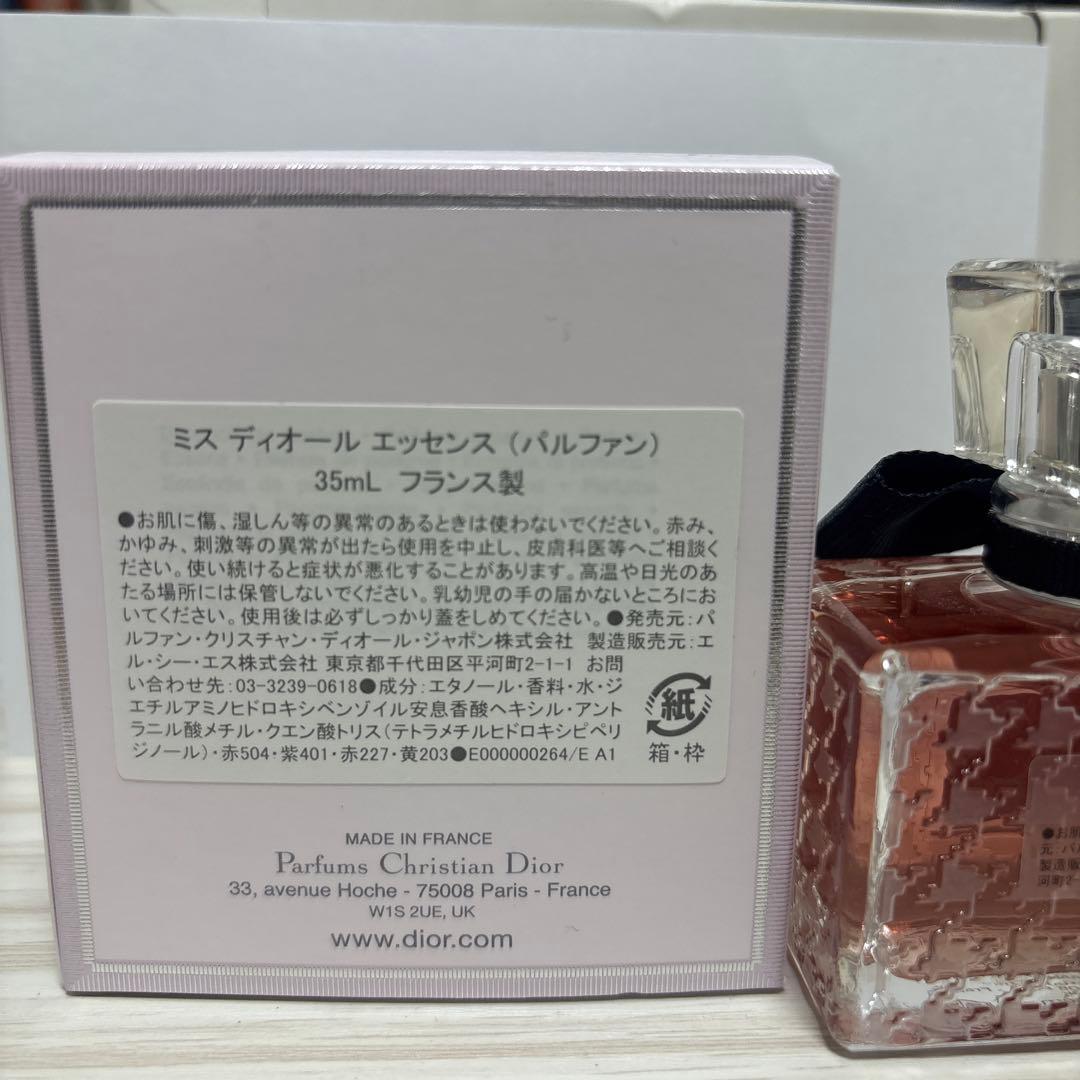 ミス ディオール エッセンス (パルファン)
35mL フランス製
●お肌に傷、湿しん等の異常のあるときは使わないでください。赤み、
かゆみ、刺激等の異常が出たら使用を中止し、皮膚科医等へご相談く
ださい。使い続けると症状が悪化することがあります。高温や日光のあ
たる場所には保管しないでください。乳幼児の手の届かないところにお
いてください。使用後は必ずしっかり蓋をしめてください。●発売元:パ
ルファン・クリスチャン・ディオール・ジャポン株式会社 製造販売元:エ
ル・シー・エス株式会社 東京都千代田区平河町2-1-1 お問
い合わせ先:03-3239-0618●成分:エタノール・香料・水・ジ
エチルアミノヒドロキシベンゾイル安息香酸ヘキシル・アント
ラニル酸メチル・クエン酸トリス(テトラメチルヒドロキシピペリ
ジノール)・赤504・紫401・赤227・黄203●E000000264/E A1
紙
箱・枠
MADE IN FRANCE
Parfums Christian Dior
33, avenue Hoche - 75008 Paris - France
W1S 2UE, UK
www.dior.com
●お肌
元:パル
製造販
河町2-